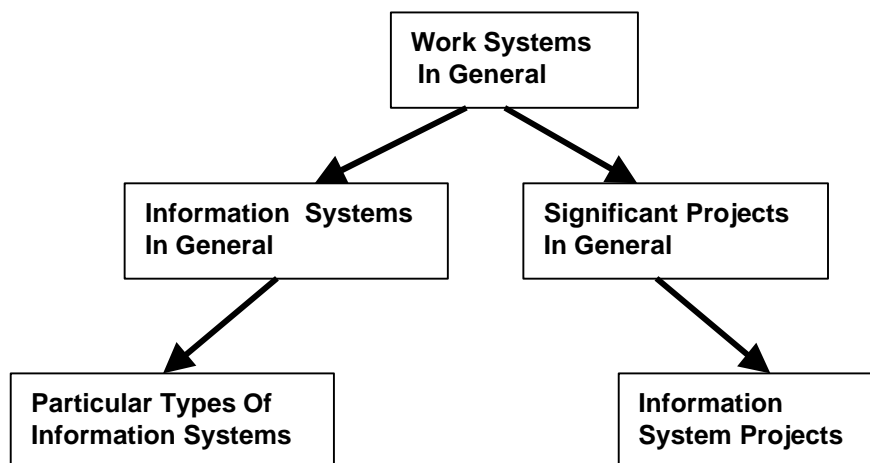 Work Systems
In General
Information Systems
In General
Significant Projects
In General
Particular Types Of
Information Systems
Information
System Projects